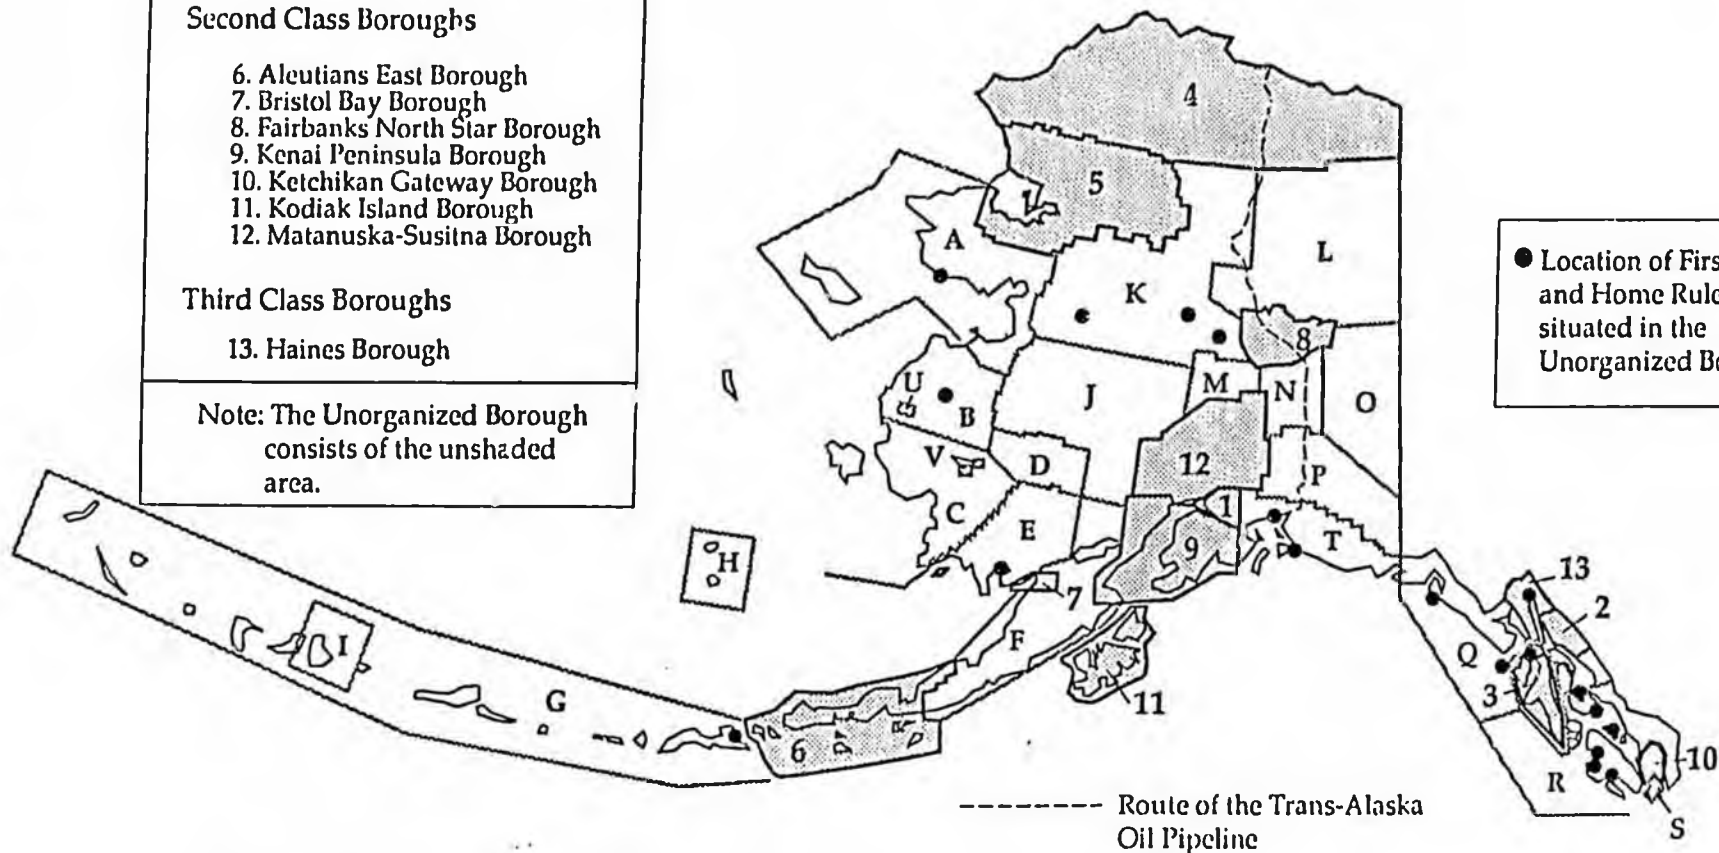 Second Class Boroughs
6. Aleutians East Borough
7. Bristol Bay Borough
8. Fairbanks North Star Borough
9. Kenai Peninsula Borough
10. Ketchikan Gateway Borough
11. Kodiak Island Borough
12. Matanuska-Susitna Borough
Third Class Boroughs
13. Haines Borough
Note: The Unorganized Borough
consists of the unshaded
area.
● Location of Firs
and Home Rule
situated in the
Unorganized Bo
4
5
A
L
K
8
U
B
J
M
N
O
V
D
12
P
C
E
1
9
T
H
7
13
2
F
Q
I
3
G
11
6
10
R
S
------- Route of the Trans-Alaska
Oil Pipeline